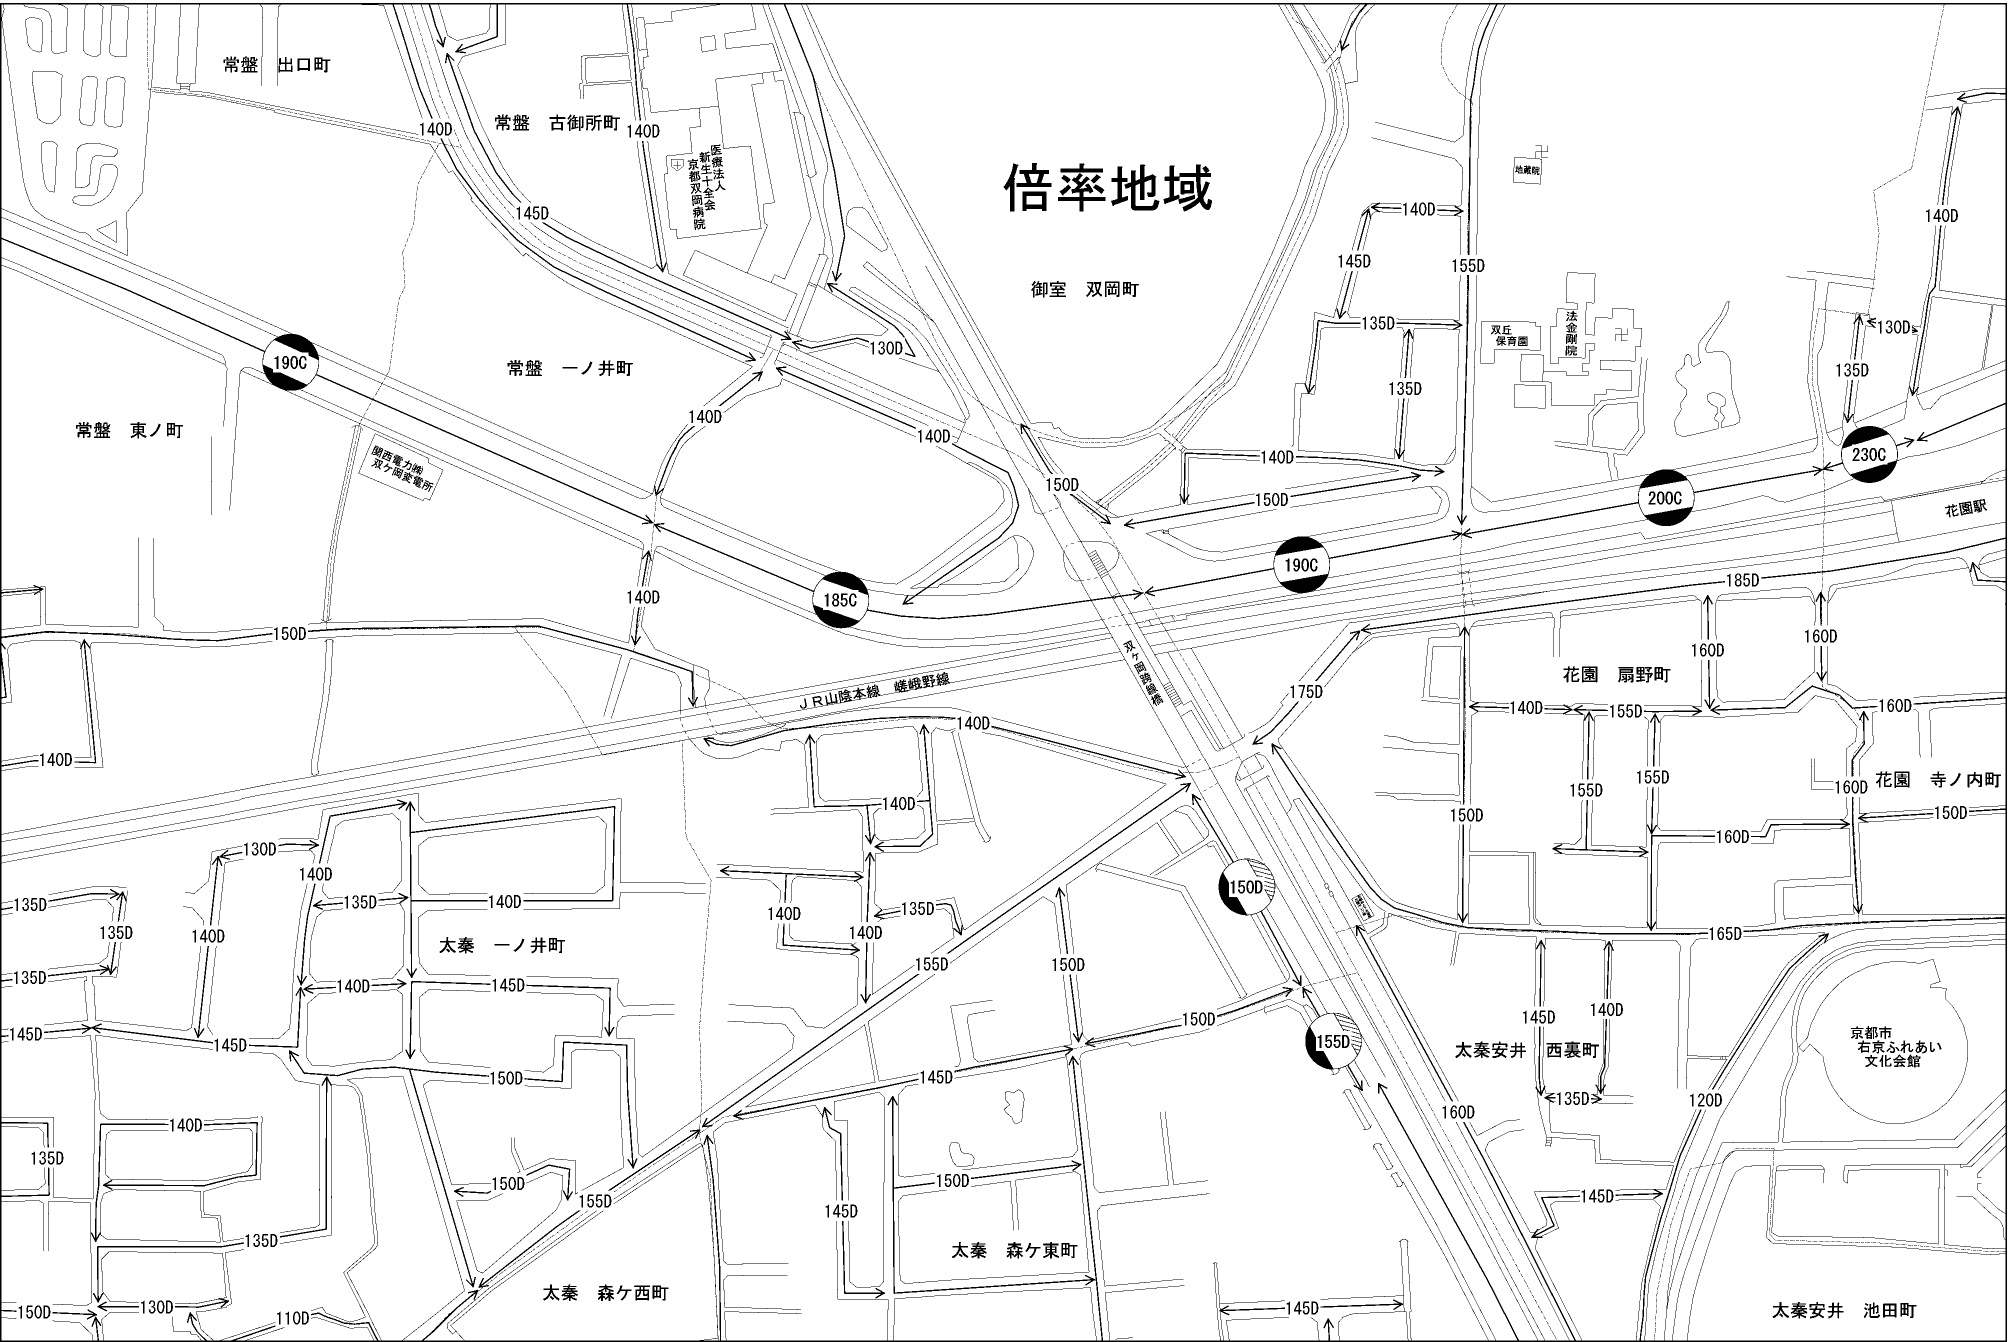 常盤　出口町
常盤　古御所町
140D
140D
145D
医療法人
新生十全会
京都双岡病院
倍率地域
御室　双岡町
地蔵院
140D
145D
155D
135D
135D
双丘
保育園
法金剛院
140D
130D
135D
190C
常盤　一ノ井町
130D
140D
140D
常盤　東ノ町
関西電力㈱
双ケ岡変電所
150D
140D
150D
230C
200C
190C
花園駅
185C
140D
150D
140D
185D
160D
160D
花園　扇野町
双ヶ岡跨線橋
JR山陰本線　嵯峨野線
175D
140D
155D
160D
140D
155D
155D
160D
花園　寺ノ内町
150D
150D
160D
140D
130D
140D
135D
140D
135D
135D
140D
135D
太秦　一ノ井町
140D
145D
140D
140D
135D
155D
150D
150D
165D
145D
145D
150D
145D
150D
155D
145D
140D
太秦安井　西裏町
京都市
右京ふれあい
文化会館
135D
120D
160D
140D
135D
150D
155D
135D
150D
145D
145D
太秦　森ケ東町
150D
130D
110D
太秦　森ケ西町
145D
太秦安井　池田町